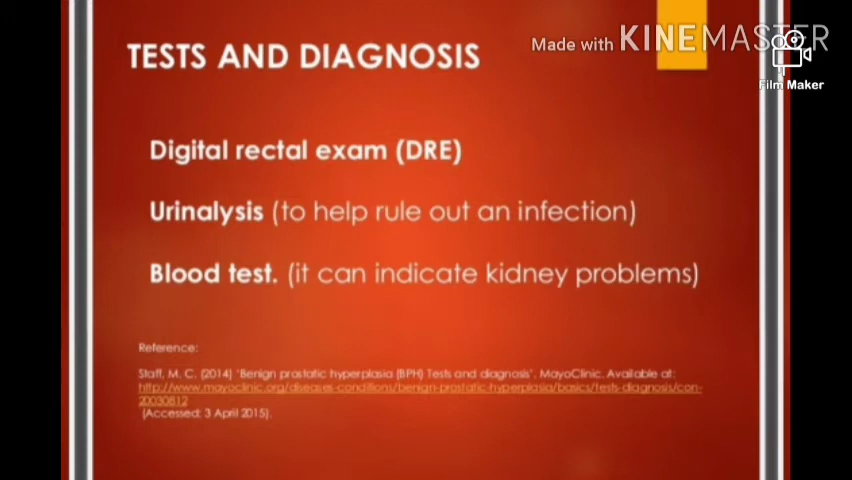 TESTS AND DIAGNOSIS
Made with KINEMASTER
Film Maker
Digital rectal exam (DRE)
Urinalysis (to help rule out an infection)
Blood test. (it can indicate kidney problems)
Reference:
Staff, M. C. (2014) 'Benign prostatic hyperplasia (BPH) Tests and diagnosis', MayoClinic. Available at:
http://www.mayoclinic.org/diseases-conditions/benign-prostatic-hyperplasia/basics/tests-diagnosis/con-
20030812
(Accessed: 3 April 2015).